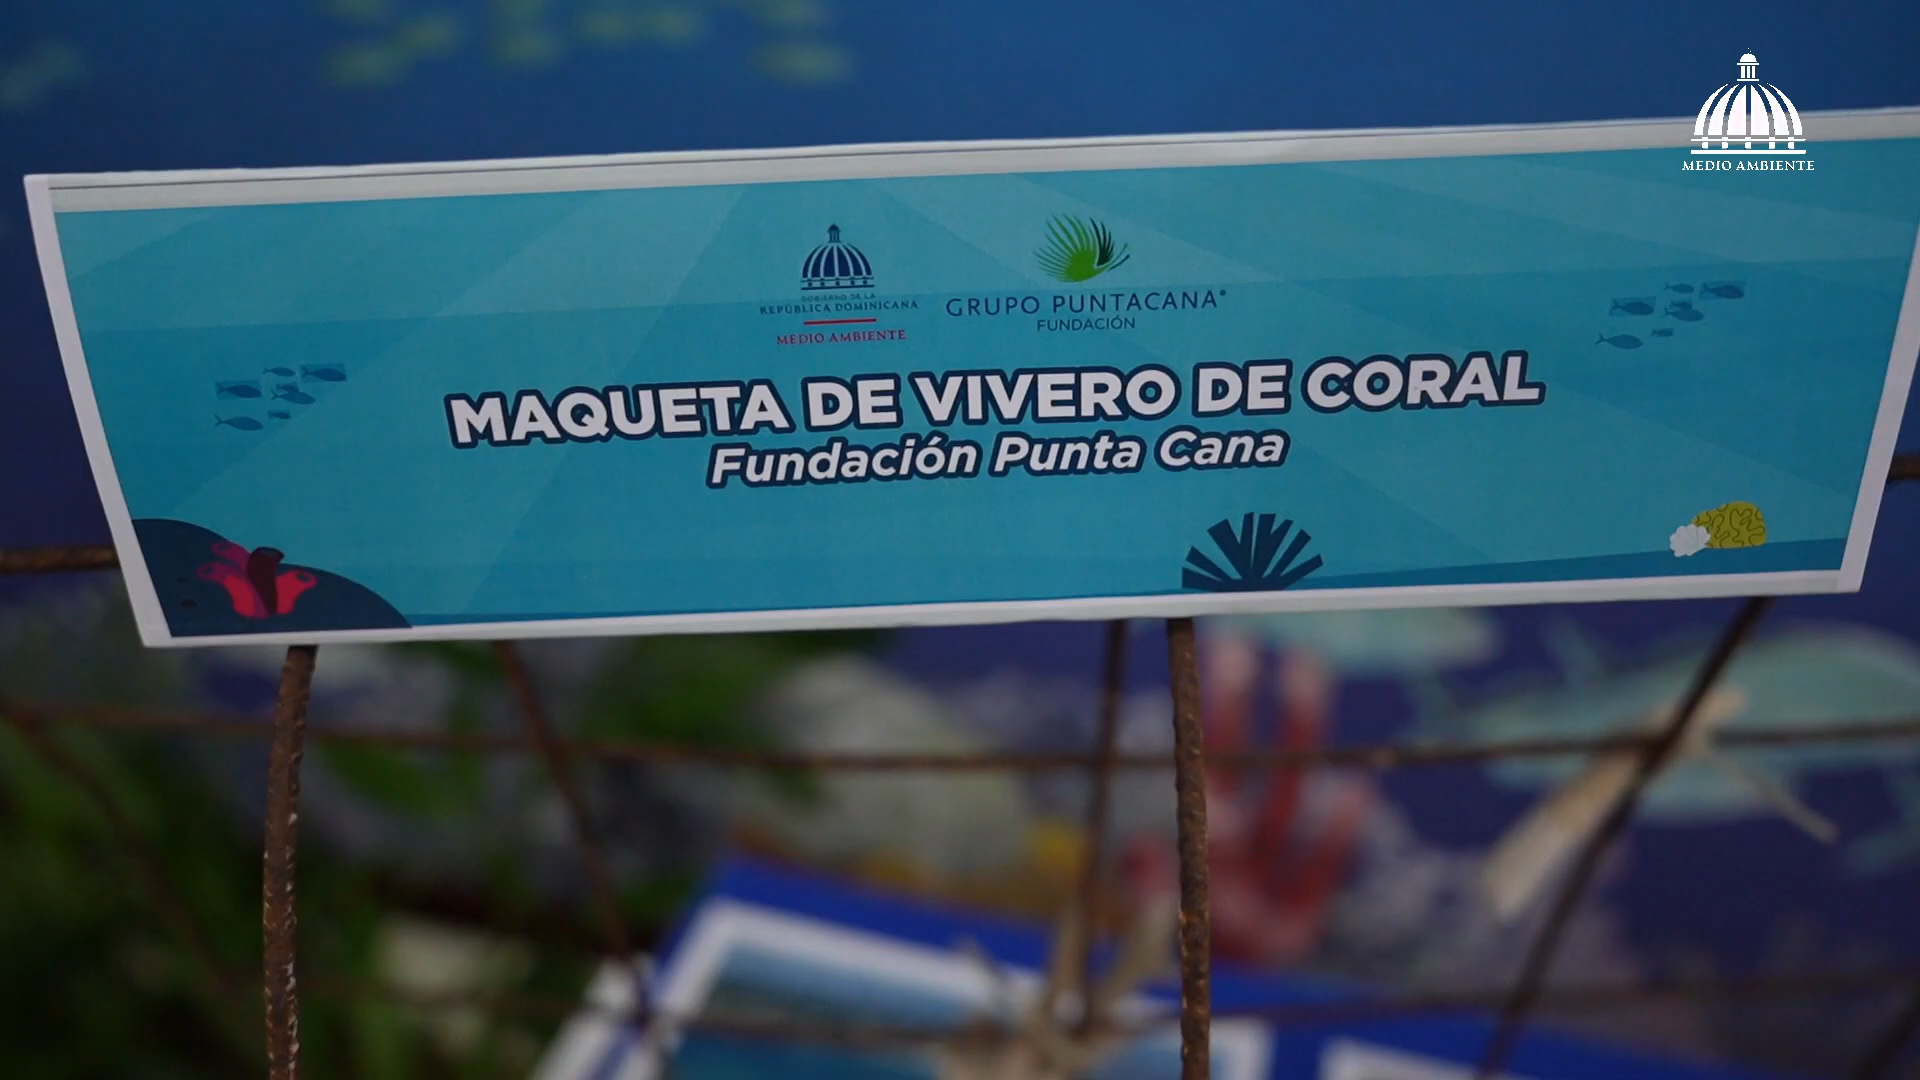 MEDIO AMBIENTE
GOBIERNO DE LA
REPÚBLICA DOMINICANA
MEDIO AMBIENTE
GRUPO PUNTACANA®
FUNDACIÓN
MAQUETA DE VIVERO DE CORAL
Fundación Punta Cana